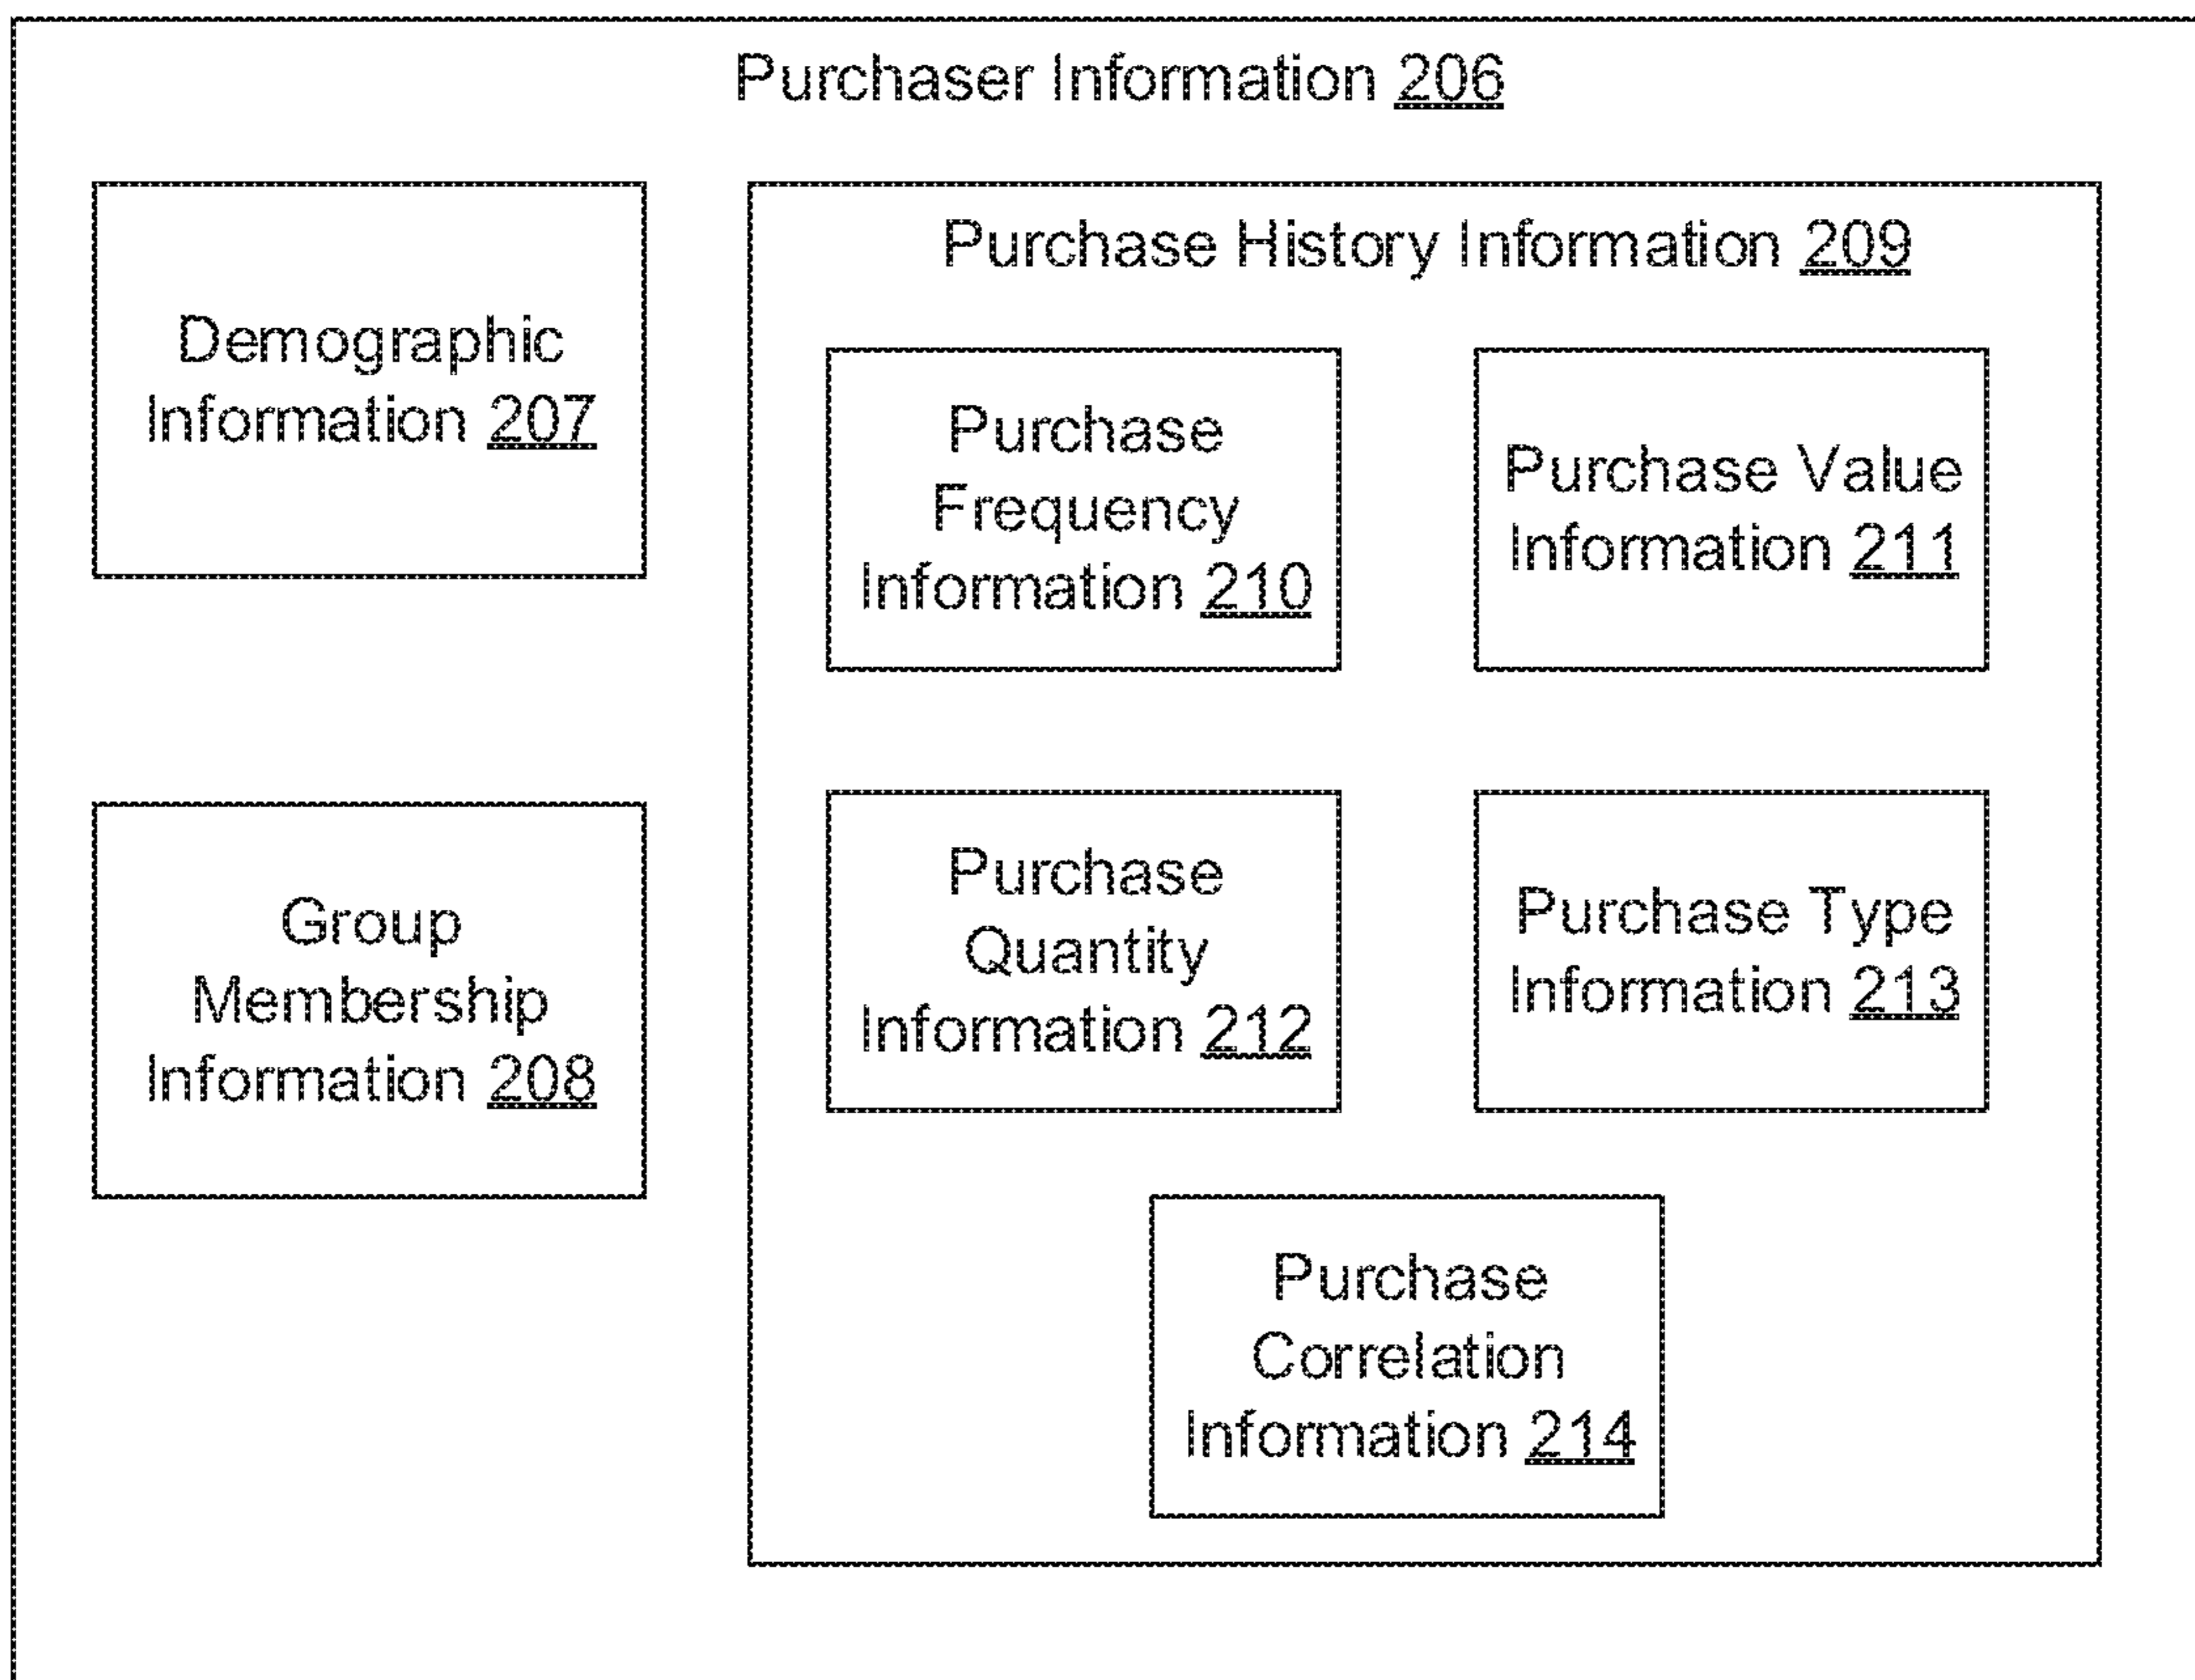 Purchaser Information 206
Demographic
Information 207
Group
Membership
Information 208
Purchase History Information 209
Purchase
Frequency
Information 210
Purchase Value
Information 211
Purchase
Quantity
Information 212
Purchase Type
Information 213
Purchase
Correlation
Information 214